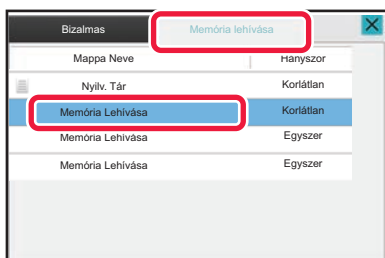 Bizalmas Memória lehívása
Mappa Neve Hányszor
Nyilv. Tár Korlátlan
Memória Lehívása Korlátlan
Memória Lehívása Egyszer
Memória Lehívása Egyszer